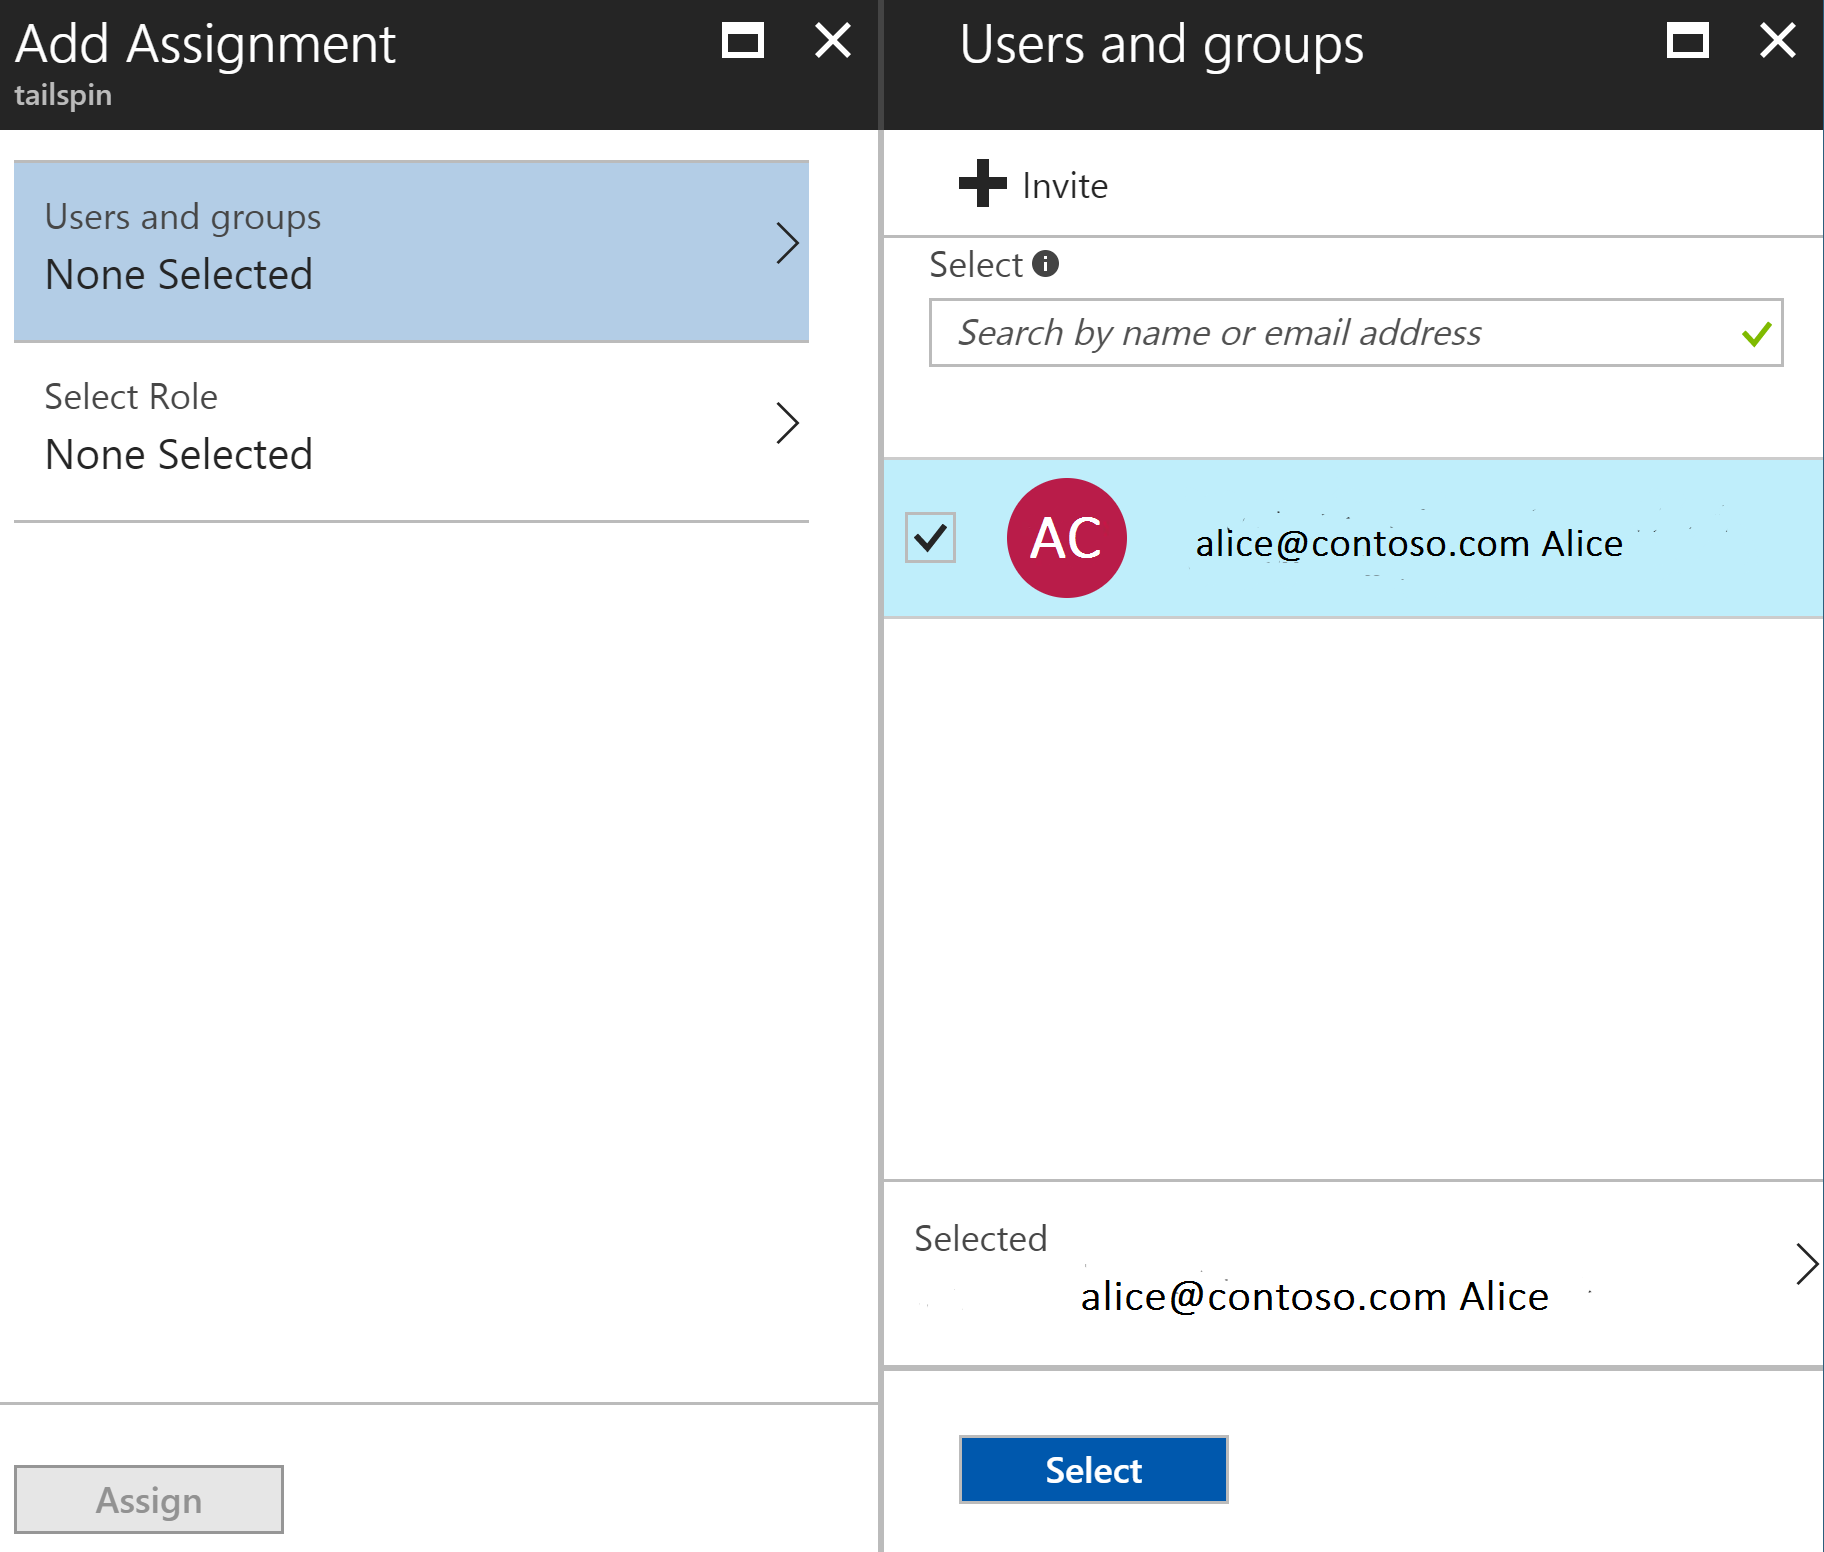 Add Assignment
tailspin
Users and groups
None Selected
Select Role
None Selected
Assign
Users and groups
Invite
Select
Search by name or email address
AC
alice@contoso.com Alice
Selected
alice@contoso.com Alice
Select